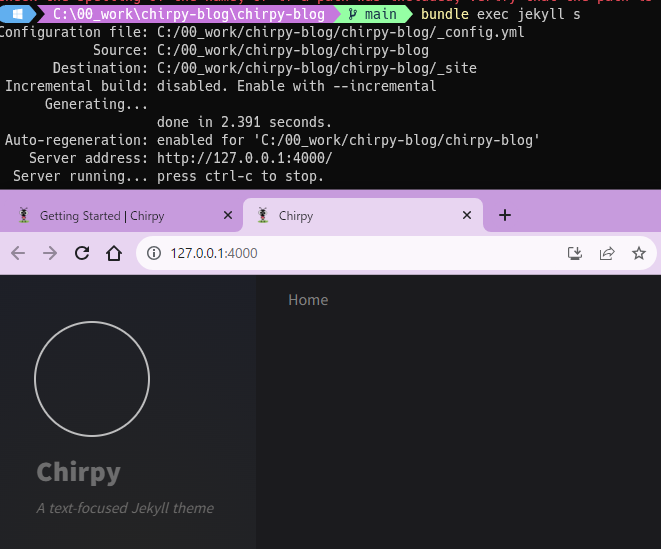 C:\00_work\chirpy-blog\chirpy-blog main bundle exec jekyll s
Configuration file: C:/00_work/chirpy-blog/chirpy-blog/_config.yml
Source: C:/00_work/chirpy-blog/chirpy-blog
Destination: C:/00_work/chirpy-blog/chirpy-blog/_site
Incremental build: disabled. Enable with --incremental
Generating...
done in 2.391 seconds.
Auto-regeneration: enabled for 'C:/00_work/chirpy-blog/chirpy-blog'
Server address: http://127.0.0.1:4000/
Server running... press ctrl-c to stop.
Getting Started | Chirpy
Chirpy
127.0.0.1:4000
Home
Chirpy
A text-focused Jekyll theme